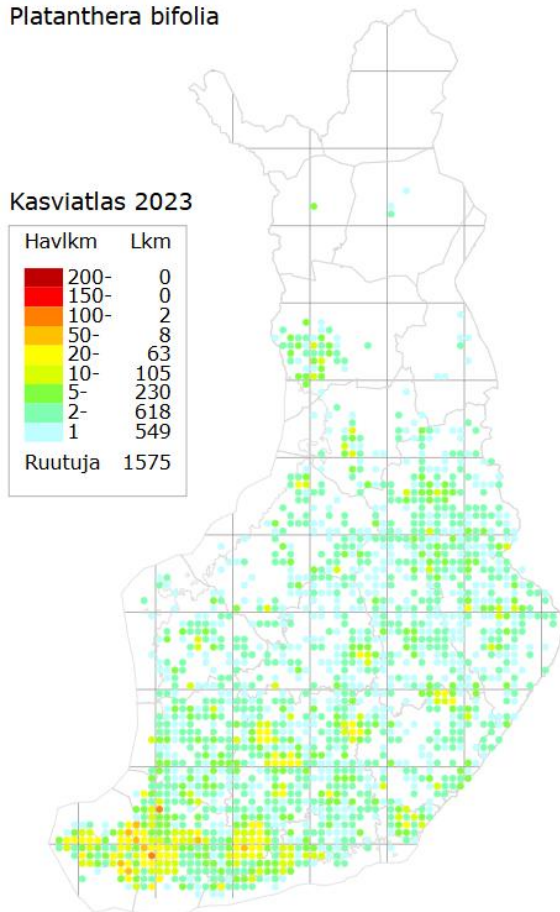 Platanthera bifolia
Kasviatlas 2023
Havlkm Lkm
200- 0
150- 0
100- 2
50- 8
20- 63
10- 105
5- 230
2- 618
1 549
Ruutuja 1575